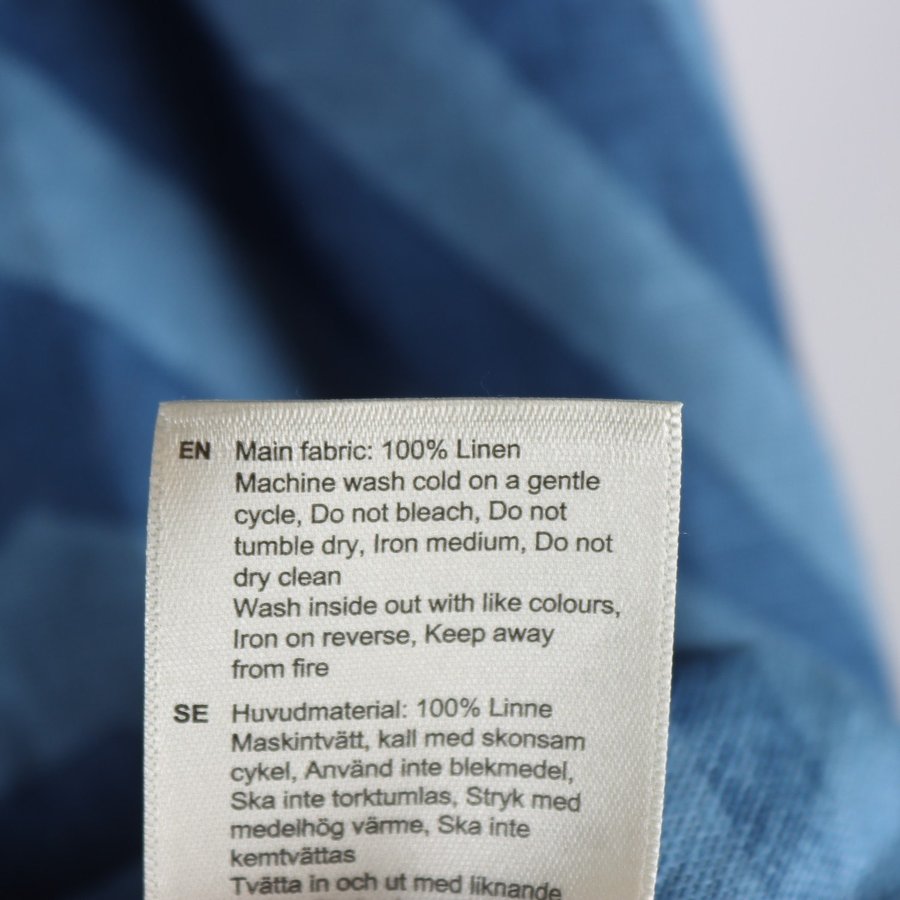 EN Main fabric: 100% Linen
Machine wash cold on a gentle
cycle, Do not bleach, Do not
tumble dry, Iron medium, Do not
dry clean
Wash inside out with like colours,
Iron on reverse, Keep away
from fire
SE Huvudmaterial: 100% Linne
Maskintvätt, kall med skonsam
cykel, Använd inte blekmedel,
Ska inte torktumlas, Stryk med
medelhög värme, Ska inte
kemtvättas
Tvätta in och ut med liknande